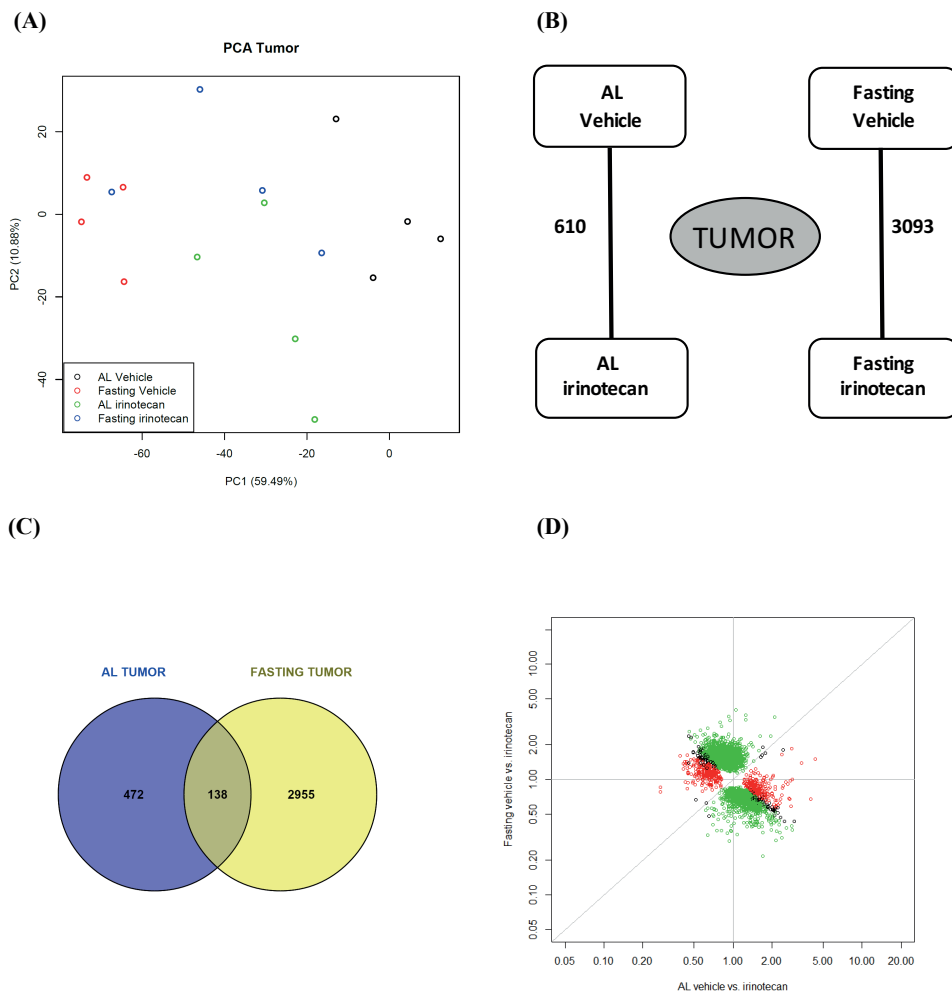 (A)
PCA Tumor
PC2 (10.88%)
20
0
-20
-40
AL Vehicle
Fasting Vehicle
AL irinotecan
Fasting irinotecan
-60
-40
-20
0
PC1 (59.49%)
(B)
AL
Vehicle
Fasting
Vehicle
610
TUMOR
3093
AL
irinotecan
Fasting
irinotecan
(C)
AL TUMOR
FASTING TUMOR
472
138
2955
(D)
Fasting vehicle vs. irinotecan
10.00
5.00
2.00
1.00
0.50
0.20
0.10
0.05
0.05
0.10
0.20
0.50
1.00
2.00
5.00
10.00
20.00
AL vehicle vs. irinotecan